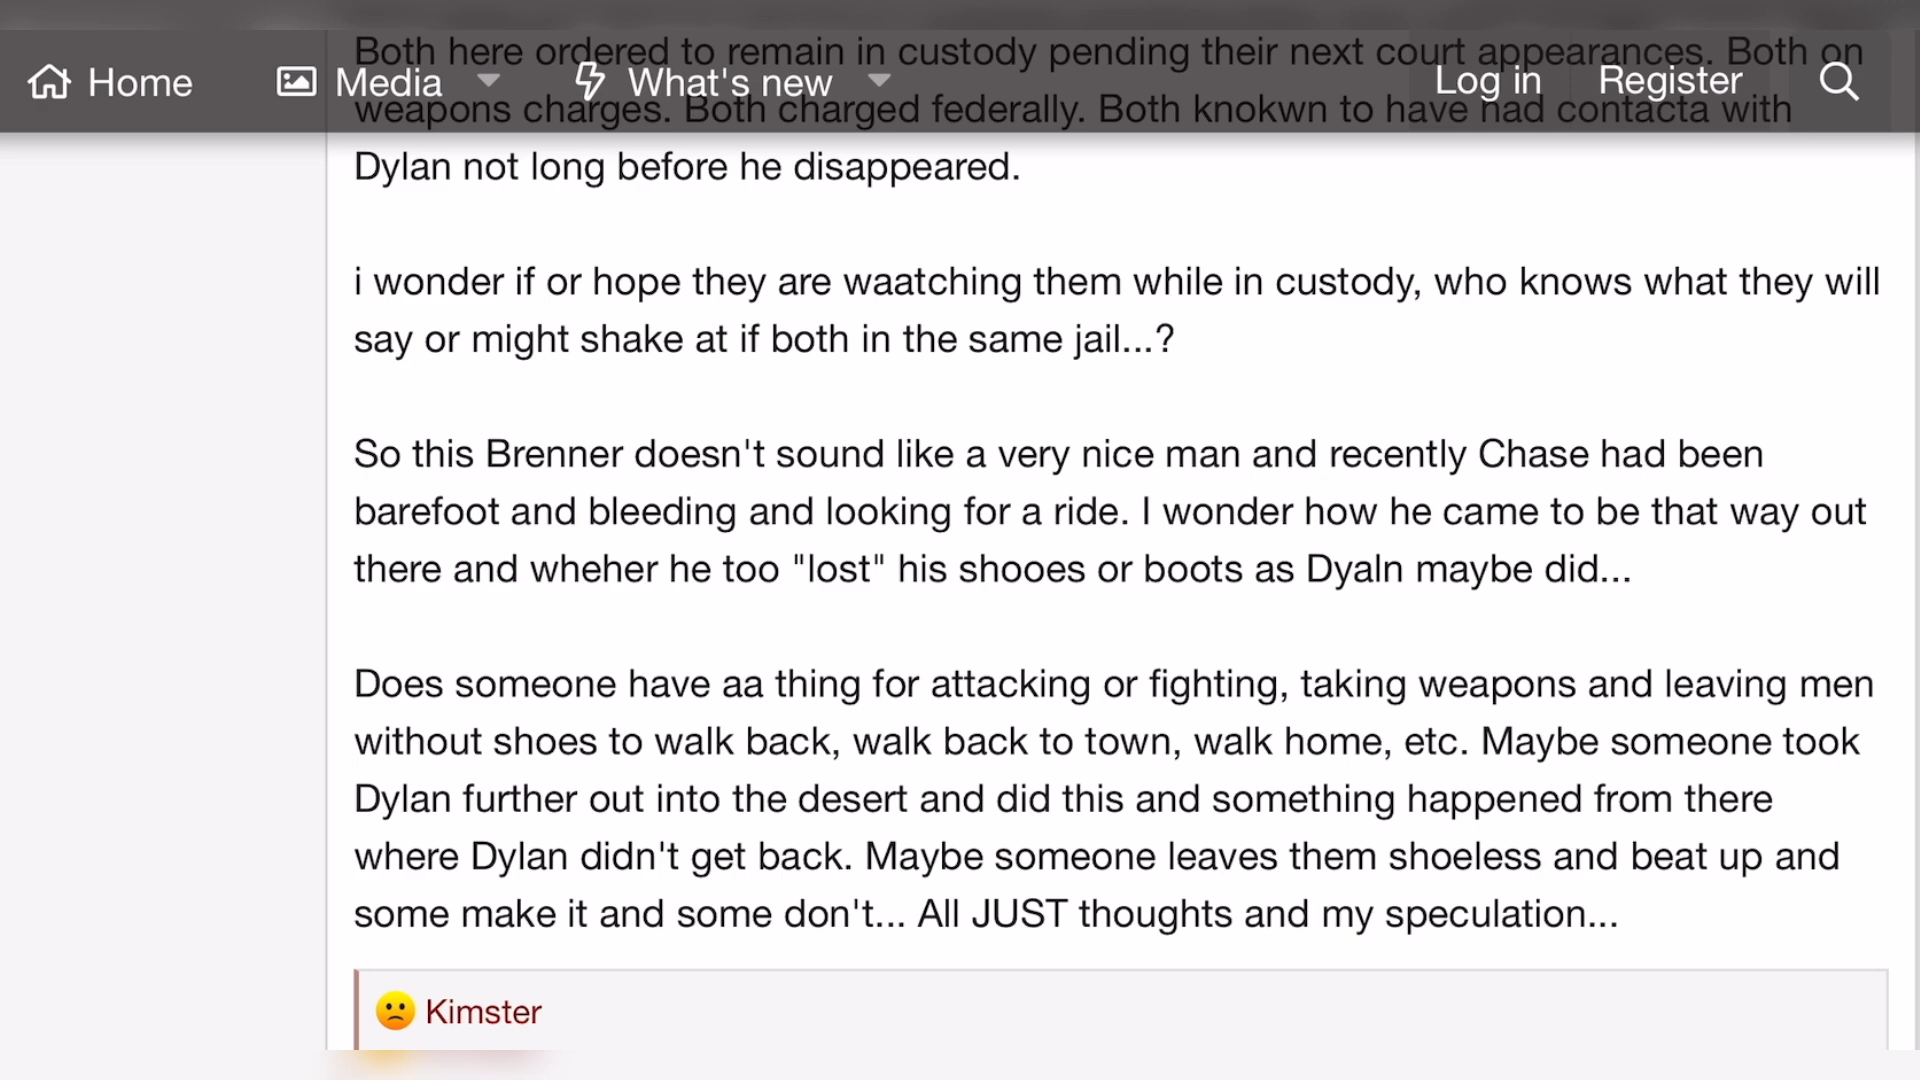 Both here ordered to remain in custody pending their next court appearances. Both on
Home Media What's new Log in Register
weapons charges. Both charged federally. Both knokwn to have had contacta with
Dylan not long before he disappeared.
i wonder if or hope they are waatching them while in custody, who knows what they will
say or might shake at if both in the same jail...?
So this Brenner doesn't sound like a very nice man and recently Chase had been
barefoot and bleeding and looking for a ride. I wonder how he came to be that way out
there and wheher he too "lost" his shooes or boots as Dyaln maybe did...
Does someone have aa thing for attacking or fighting, taking weapons and leaving men
without shoes to walk back, walk back to town, walk home, etc. Maybe someone took
Dylan further out into the desert and did this and something happened from there
where Dylan didn't get back. Maybe someone leaves them shoeless and beat up and
some make it and some don't... All JUST thoughts and my speculation...
Kimster